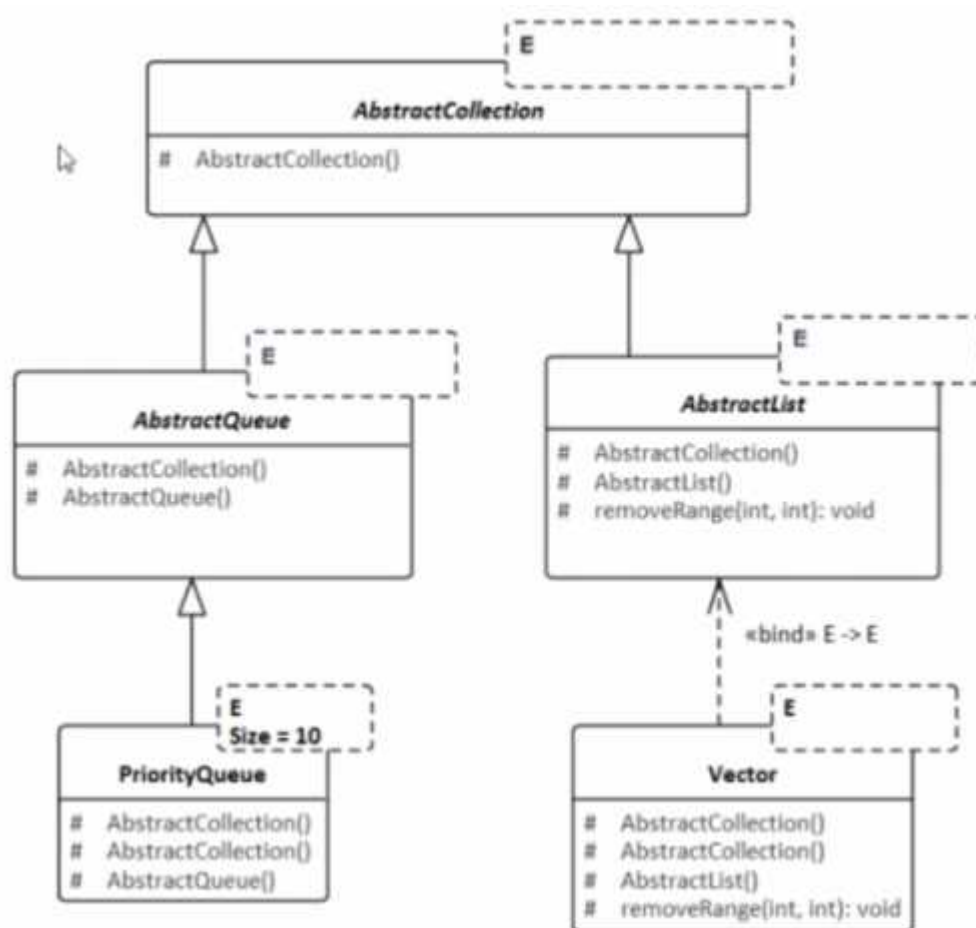 E
AbstractCollection
# AbstractCollection()
E
AbstractQueue
# AbstractCollection()
# AbstractQueue()
E
AbstractList
# AbstractCollection()
# AbstractList()
# removeRange(int, int): void
«bind» E -> E
E
Size = 10
PriorityQueue
# AbstractCollection()
# AbstractCollection()
# AbstractQueue()
E
Vector
# AbstractCollection()
# AbstractCollection()
# AbstractList()
# removeRange(int, int): void